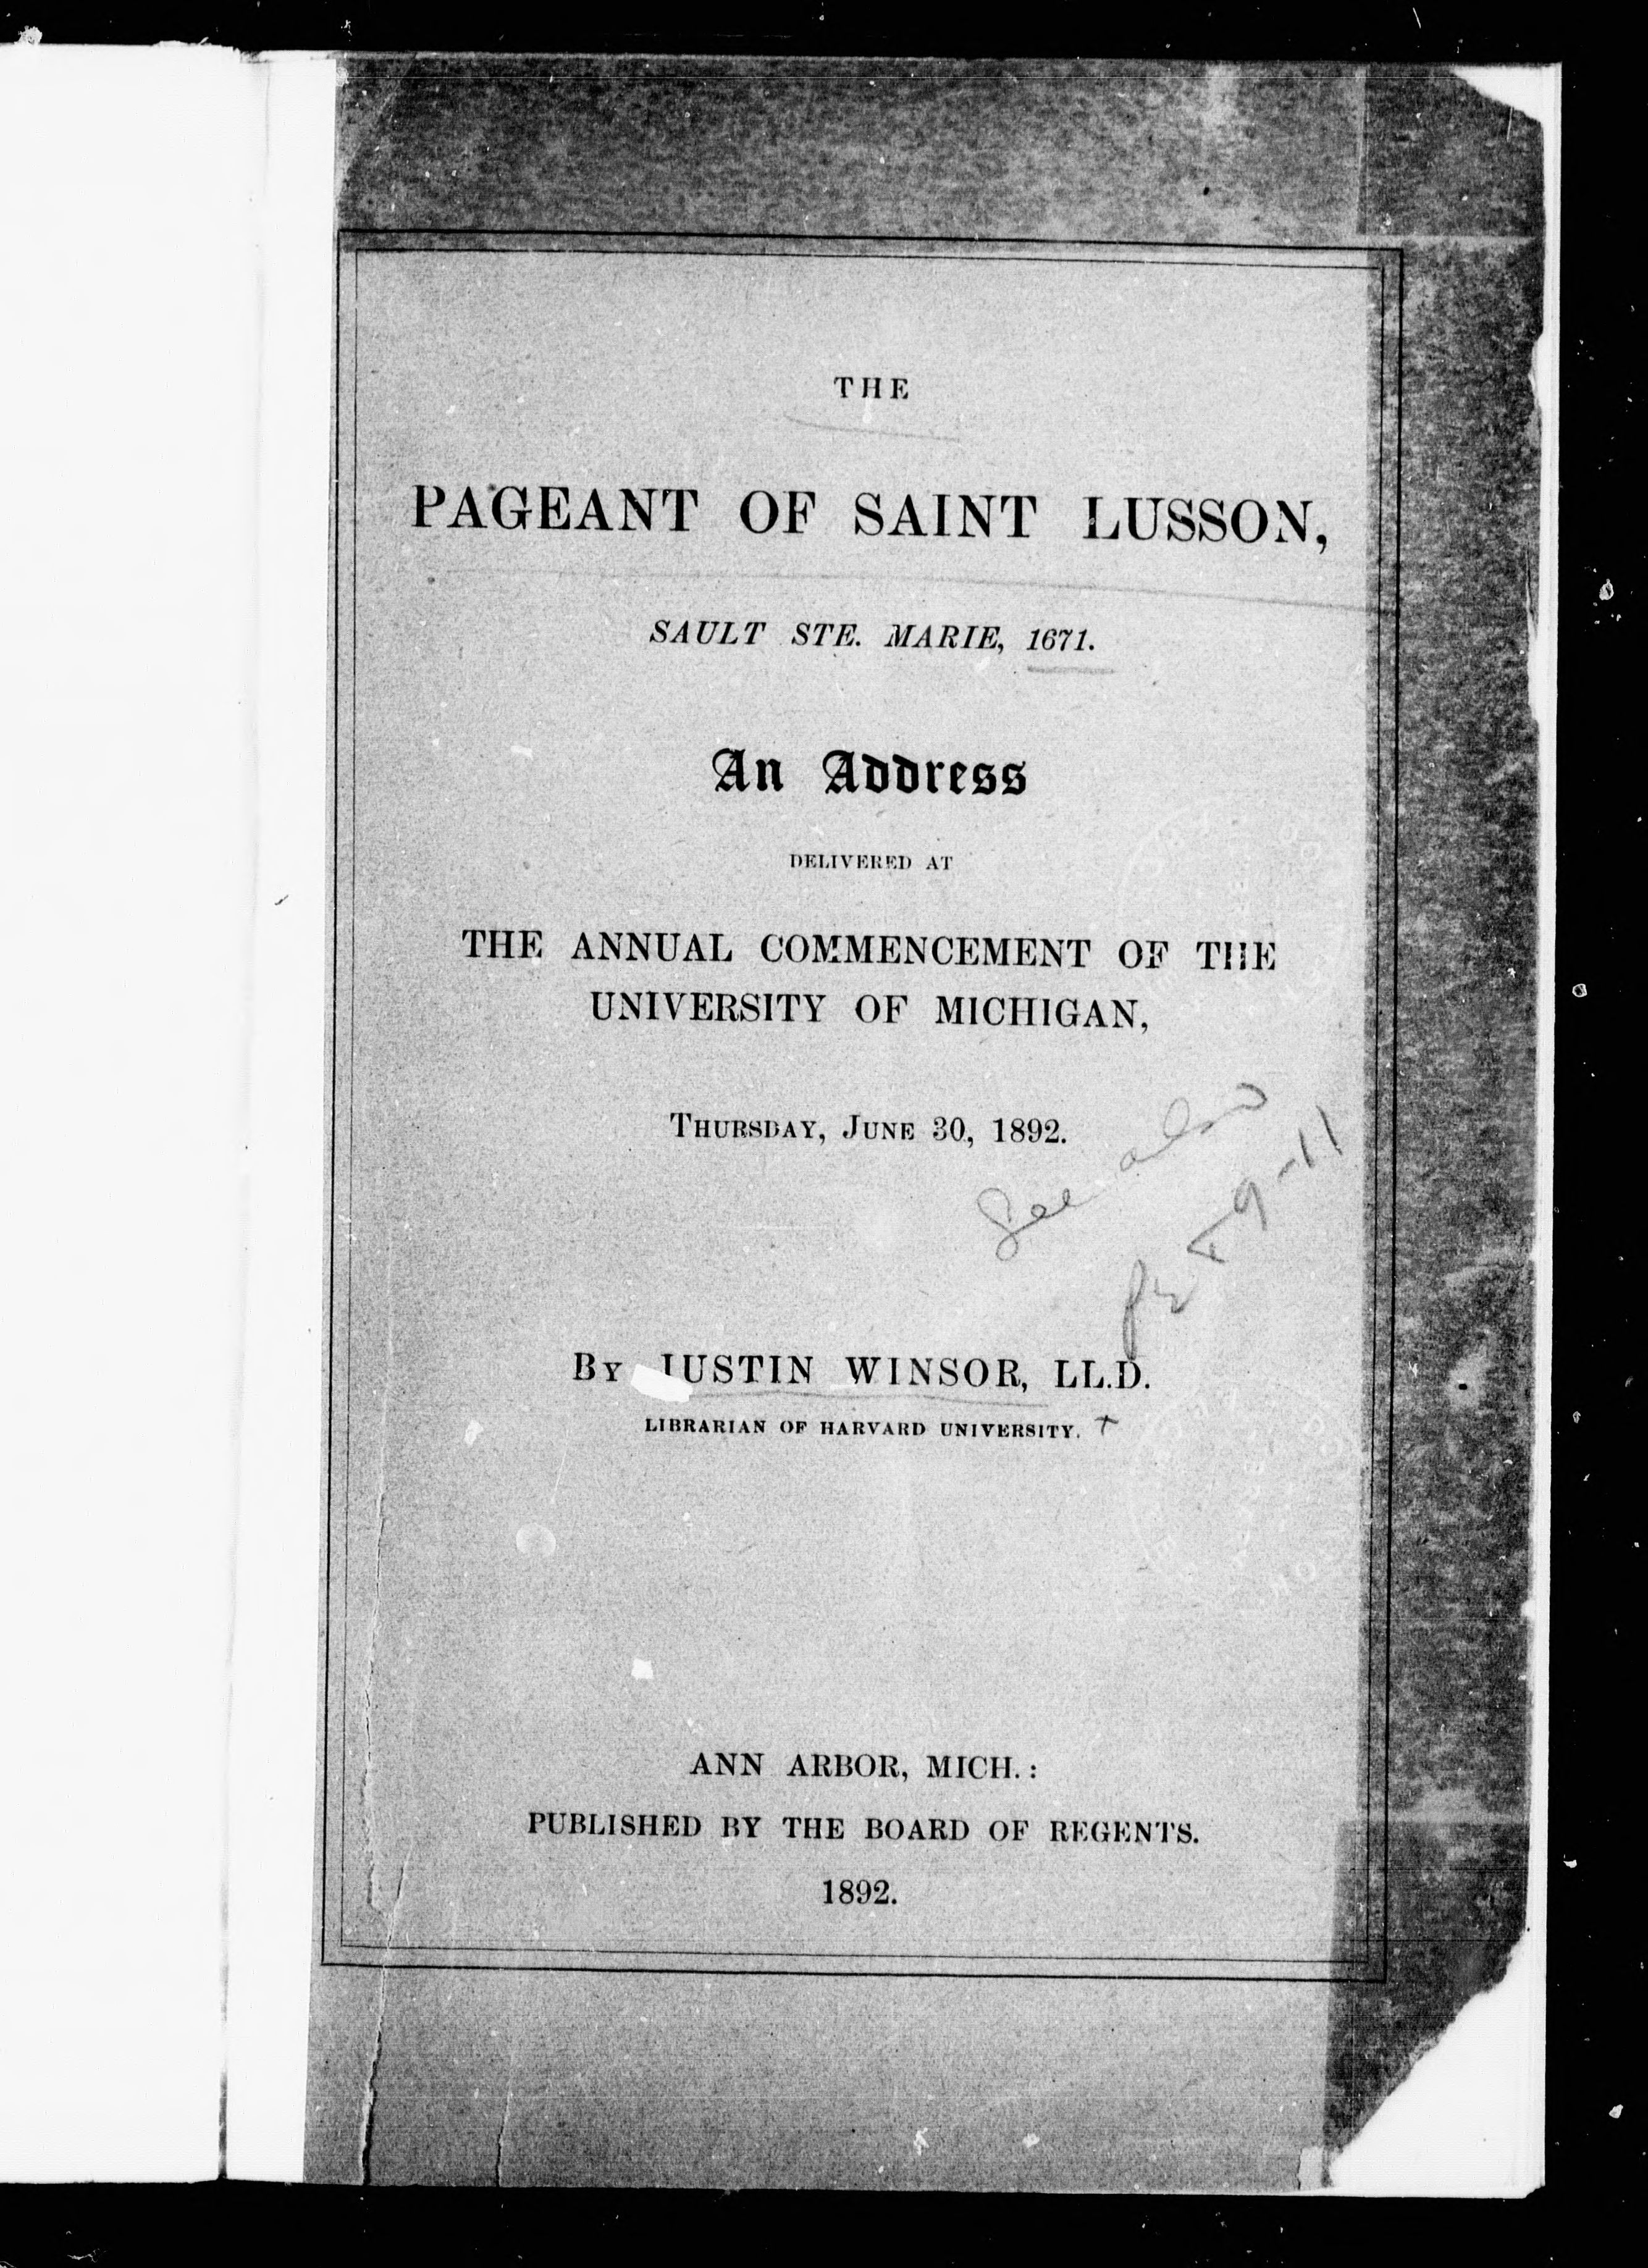 THE
PAGEANT OF SAINT LUSSON,
SAULT STE. MARIE, 1671.
An Address
DELIVERED AT
THE ANNUAL COMMENCEMENT OF THE
UNIVERSITY OF MICHIGAN,
THURSDAY, JUNE 30, 1892.
See also
BY JUSTIN WINSOR, LL.D.
LIBRARIAN OF HARVARD UNIVERSITY.
ANN ARBOR, MICH.:
PUBLISHED BY THE BOARD OF REGENTS.
1892.